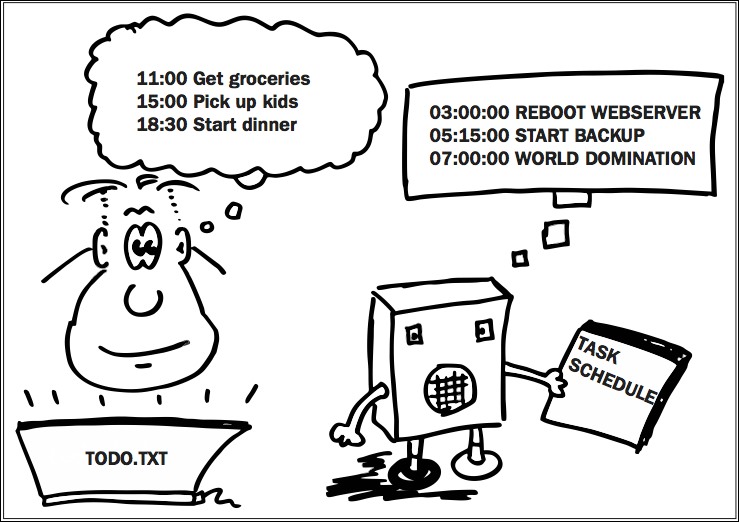 11:00 Get groceries
15:00 Pick up kids
18:30 Start dinner
03:00:00 REBOOT WEBSERVER
05:15:00 START BACKUP
07:00:00 WORLD DOMINATION
TASK
SCHEDULE
TODO.TXT